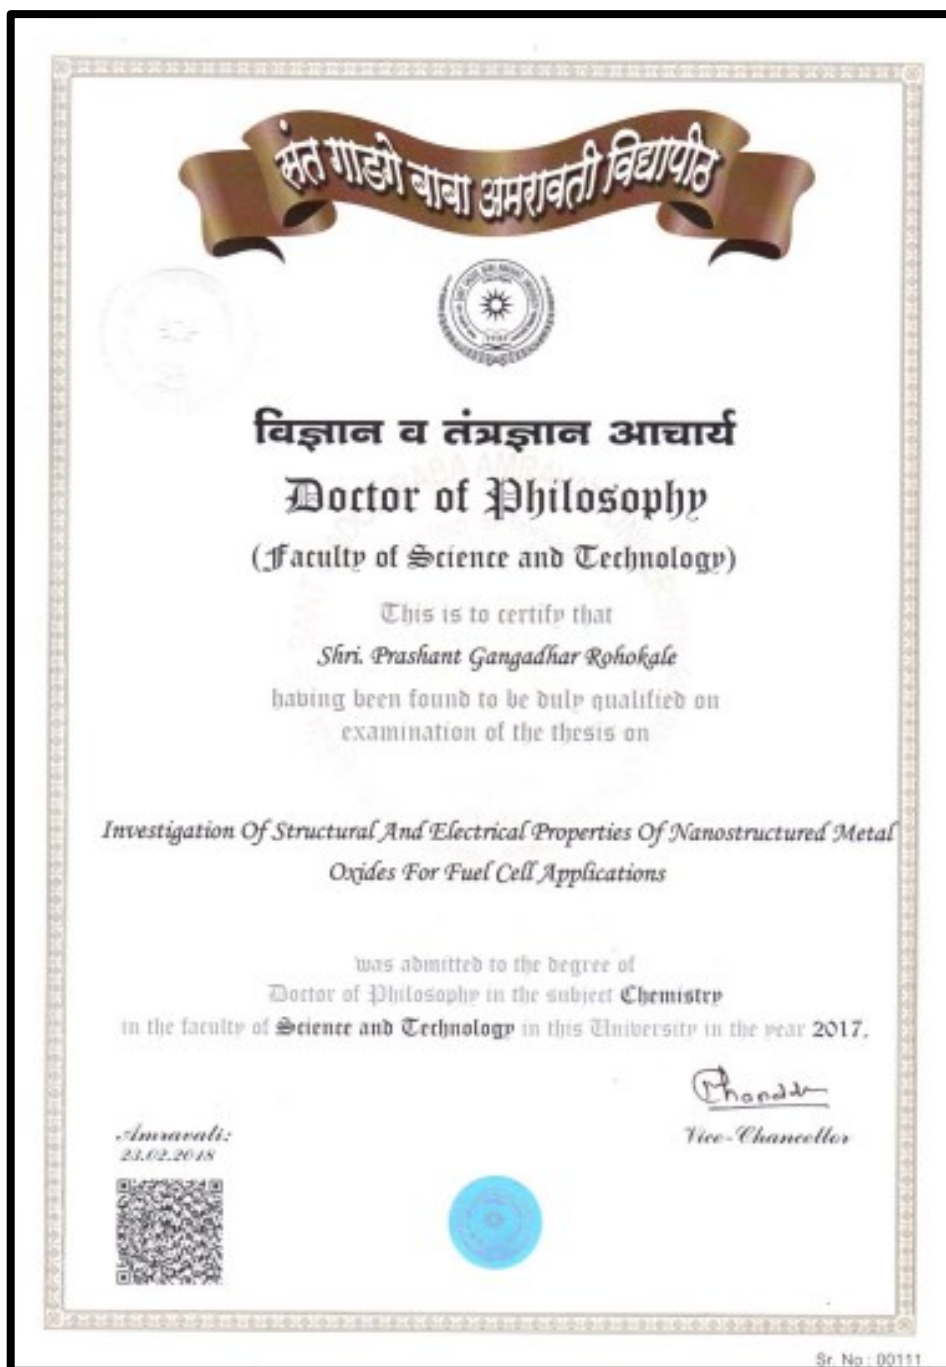 संत गाडगे बाबा अमरावती विद्यापीठ
विज्ञान व तंत्रज्ञान आचार्य
Doctor of Philosophy
(Faculty of Science and Technology)
This is to certify that
Shri. Prashant Gangadhar Rohokale
having been found to be duly qualified on
examination of the thesis on
Investigation Of Structural And Electrical Properties Of Nanostructured Metal
Oxides For Fuel Cell Applications
was admitted to the degree of
Doctor of Philosophy in the subject Chemistry
in the faculty of Science and Technology in this University in the year 2017.
Vice-Chancellor
Amravati:
23.02.2018
Sr. No : 00111